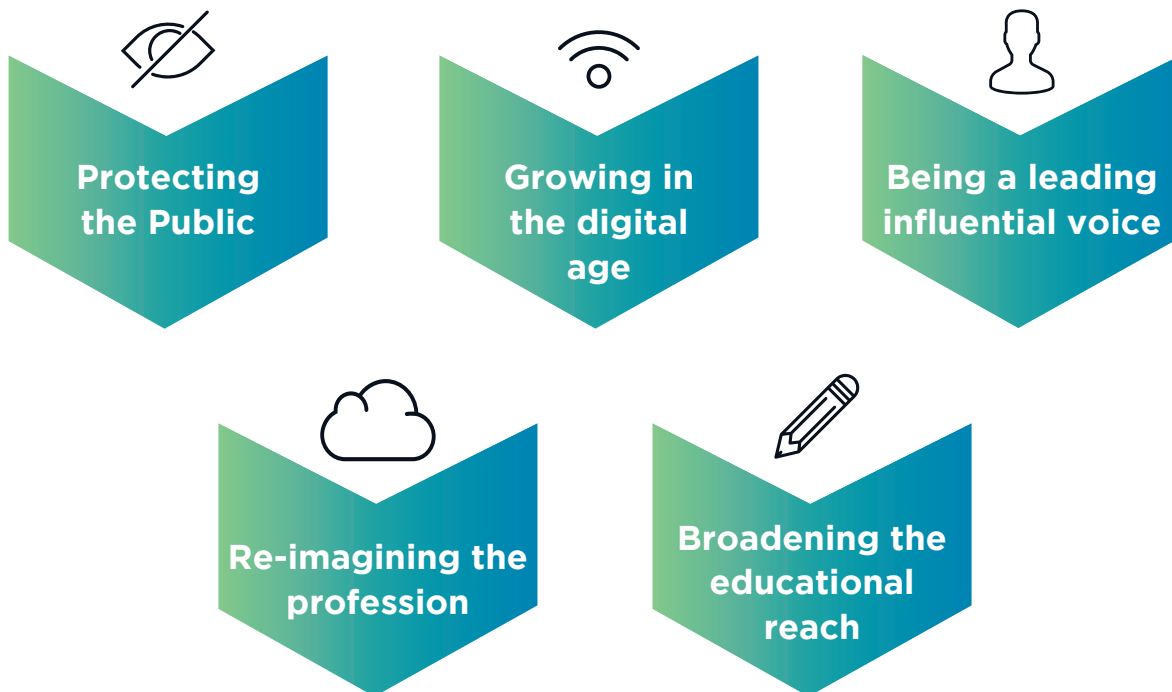 Protecting
the Public
Growing in
the digital
age
Being a leading
influential voice
Re-imagining the
profession
Broadening the
educational
reach